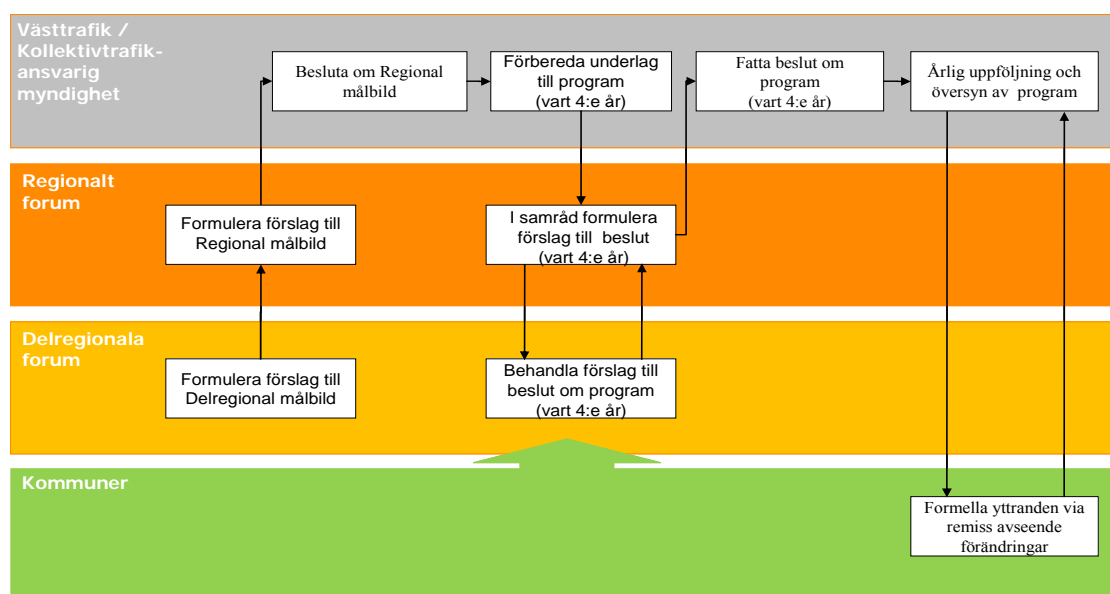 Västtrafik /
Kollektivtrafik-
ansvarig
myndighet
Besluta om Regional
målbild
Förbereda underlag
till program
(vart 4:e år)
Fatta beslut om
program
(vart 4:e år)
Årlig uppföljning och
översyn av program
Regionalt
forum
Formulera förslag till
Regional målbild
I samråd formulera
förslag till beslut
(vart 4:e år)
Delregionala
forum
Formulera förslag till
Delregional målbild
Behandla förslag till
beslut om program
(vart 4:e år)
Kommuner
Formella yttranden via
remiss avseende
förändringar